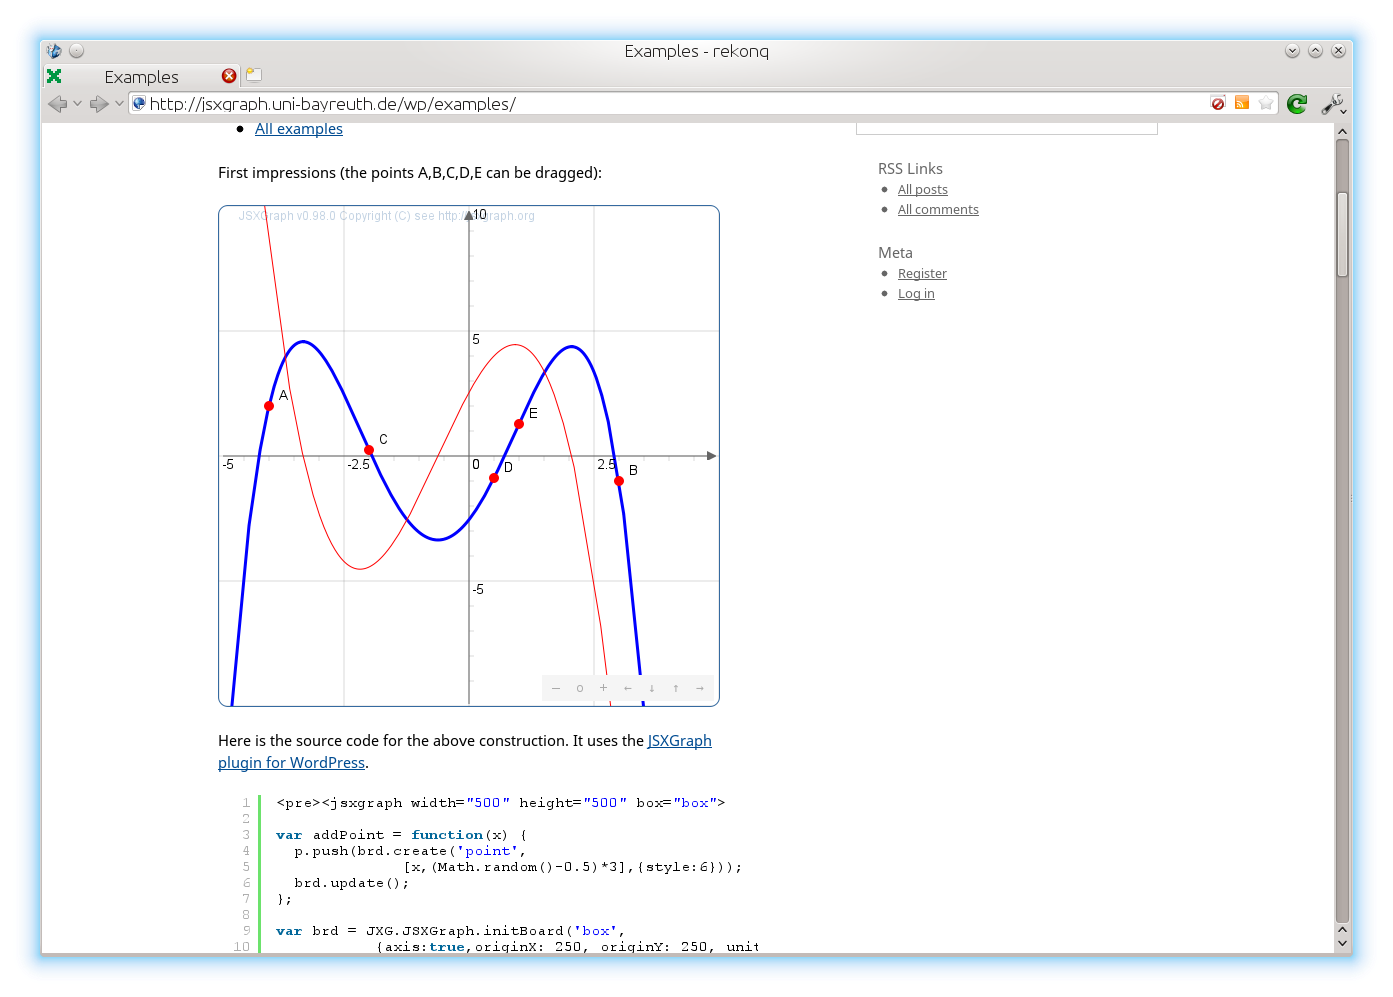 Examples - rekonq
Examples
http://jsxgraph.uni-bayreuth.de/wp/examples/
All examples
First impressions (the points A,B,C,D,E can be dragged):
JSXGraph v0.98.0 Copyright (C) see http://jsxgraph.org
10
5
A
E
C
-5
-2.5
0
D
2.5
B
-5
– o + ← ↓ ↑ →
Here is the source code for the above construction. It uses the JSXGraph
plugin for WordPress.
1 <pre><jsxgraph width="500" height="500" box="box">
2
3 var addPoint = function(x) {
4 p.push(brd.create('point',
5 [x,(Math.random()-0.5)*3],{style:6}));
6 brd.update();
7 };
8
9 var brd = JXG.JSXGraph.initBoard('box',
10 {axis:true,originX: 250, originY: 250, unit
RSS Links
All posts
All comments
Meta
Register
Log in